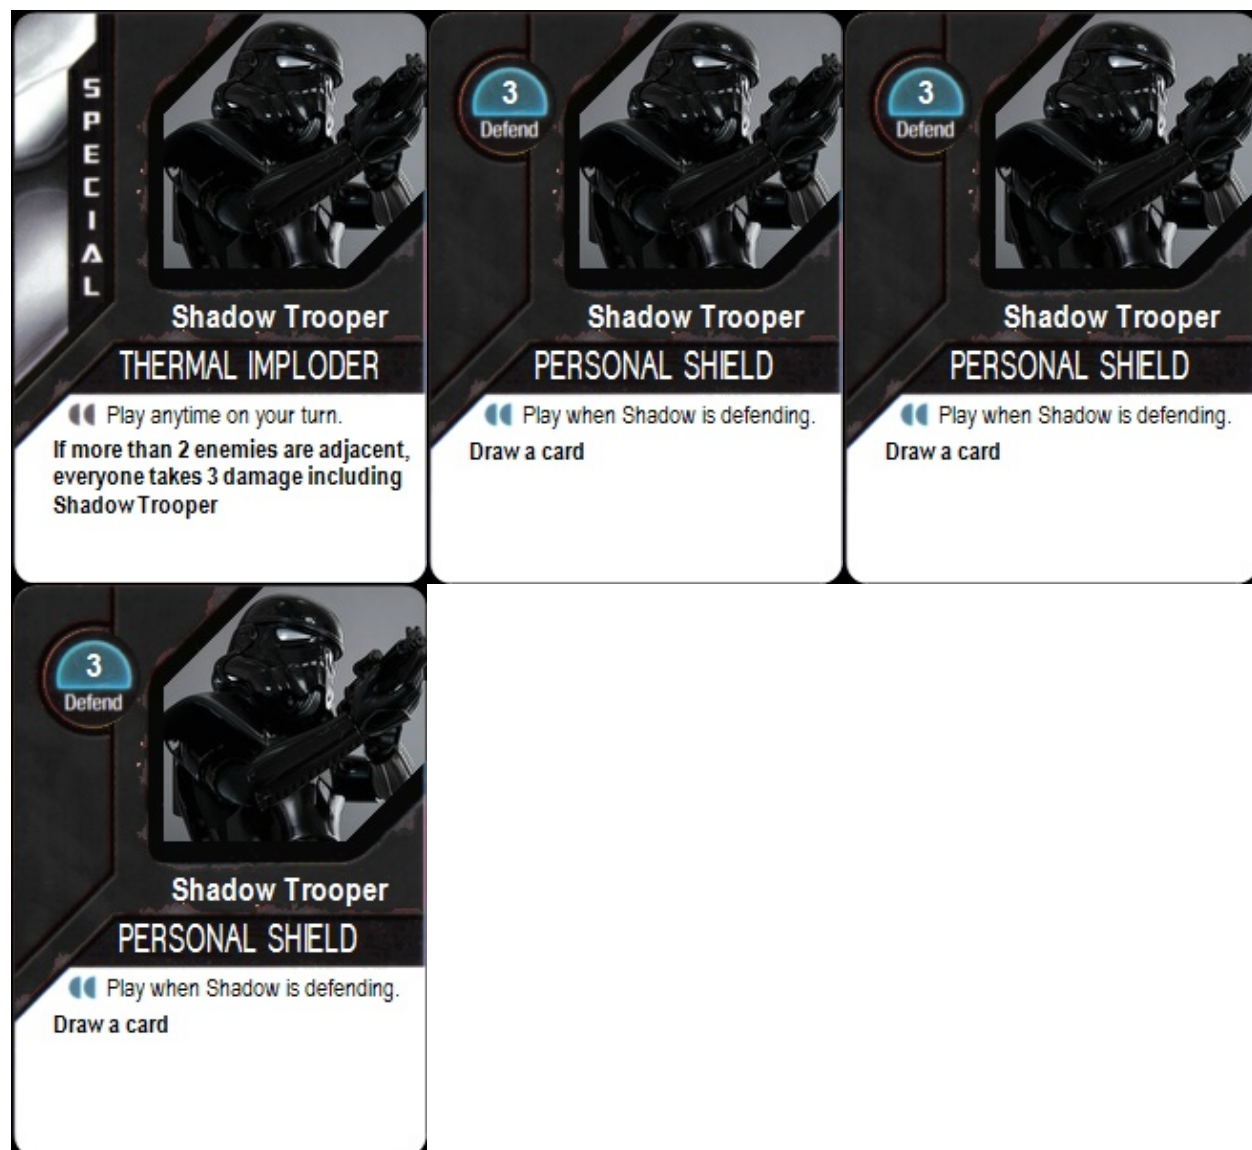 SPECIAL
Shadow Trooper
THERMAL IMPLODER
Play anytime on your turn.
If more than 2 enemies are adjacent,
everyone takes 3 damage including
Shadow Trooper
3
Defend
Shadow Trooper
PERSONAL SHIELD
Play when Shadow is defending.
Draw a card
3
Defend
Shadow Trooper
PERSONAL SHIELD
Play when Shadow is defending.
Draw a card
3
Defend
Shadow Trooper
PERSONAL SHIELD
Play when Shadow is defending.
Draw a card